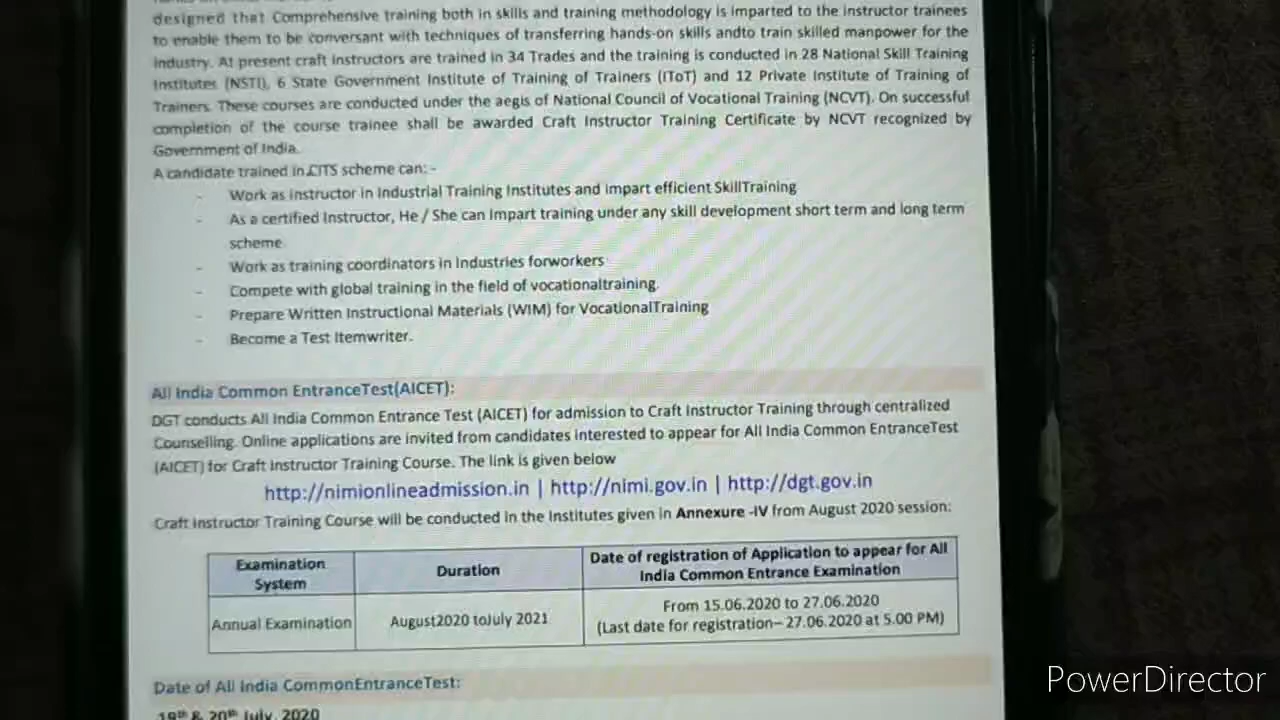 designed that Comprehensive training both in skills and training methodology is imparted to the instructor trainees
to enable them to be conversant with techniques of transferring hands-on skills andto train skilled manpower for the
industry. At present craft instructors are trained in 34 Trades and the training is conducted in 28 National Skill Training
Institutes (NSTI), 6 State Government Institute of Training of Trainers (IToT) and 12 Private Institute of Training of
Trainers. These courses are conducted under the aegis of National Council of Vocational Training (NCVT). On successful
completion of the course trainee shall be awarded Craft Instructor Training Certificate by NCVT recognized by
Government of India.
A candidate trained in CITS scheme can: -
- Work as instructor in Industrial Training Institutes and impart efficient SkillTraining
- As a certified Instructor, He / She can Impart training under any skill development short term and long term
scheme
- Work as training coordinators in Industries forworkers
- Compete with global training in the field of vocationaltraining.
- Prepare Written Instructional Materials (WIM) for VocationalTraining
- Become a Test Itemwriter.
All India Common EntranceTest(AICET):
DGT conducts All India Common Entrance Test (AICET) for admission to Craft Instructor Training through centralized
Counselling. Online applications are invited from candidates interested to appear for All India Common EntranceTest
(AICET) for Craft Instructor Training Course. The link is given below
http://nimionlineadmission.in | http://nimi.gov.in | http://dgt.gov.in
Craft Instructor Training Course will be conducted in the Institutes given in Annexure -IV from August 2020 session:
Examination System
Duration
Date of registration of Application to appear for All
India Common Entrance Examination
Annual Examination
August2020 toJuly 2021
From 15.06.2020 to 27.06.2020
(Last date for registration– 27.06.2020 at 5.00 PM)
Date of All India CommonEntranceTest:
19th & 20th July, 2020
PowerDirector